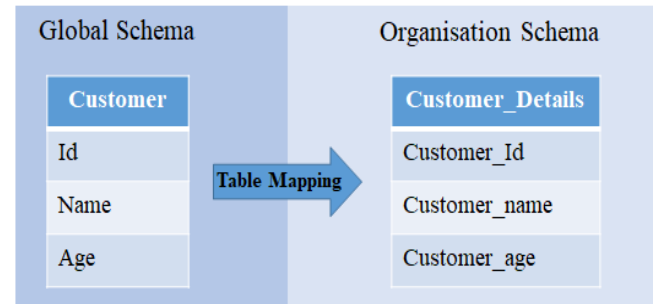 Global Schema
Organisation Schema
Customer
Id
Name
Age
Table Mapping
Customer_Details
Customer_Id
Customer_name
Customer_age